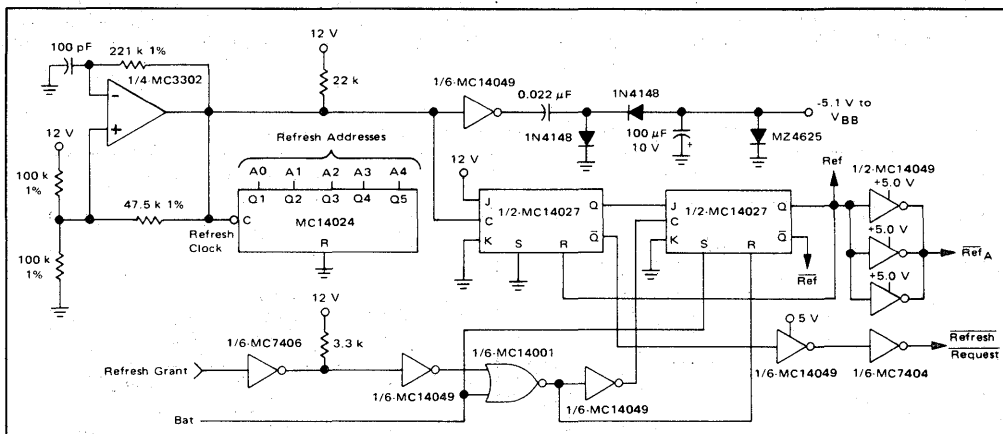 100 pF
221 k 1%
1/4-MC3302
12 V
22 k
1/6-MC14049
0.022 µF
1N4148
1N4148
100 µF
10 V
+
MZ4625
-5.1 V to
VBB
-
+
12 V
100 k
1%
47.5 k 1%
100 k
1%
Refresh Addresses
A0 A1 A2 A3 A4
Q1 Q2 Q3 Q4 Q5
C
MC14024
R
Refresh
Clock
12 V
J
C
K
1/2-MC14027
Q
Q
S
R
J
C
K
1/2-MC14027
Q
Q
S
R
Ref
Ref
1/2-MC14049
+5.0 V
+5.0 V
+5.0 V
RefA
12 V
3.3 k
1/6-MC7406
Refresh Grant
1/6-MC14049
1/6-MC14001
1/6-MC14049
Bat
5 V
1/6-MC14049
1/6-MC7404
Refresh
Request